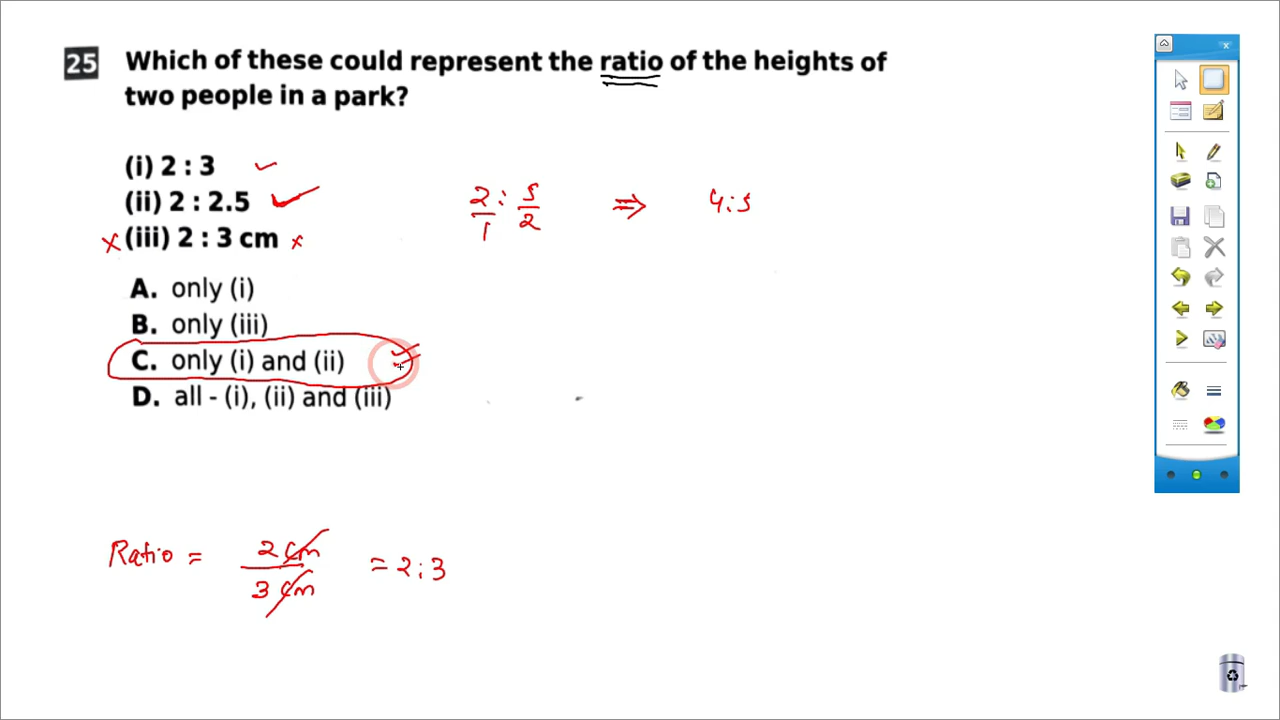 25 Which of these could represent the ratio of the heights of
two people in a park?
(i) 2 : 3
(ii) 2 : 2.5
2/1 : 5/2 ⇒ 4:5
(iii) 2 : 3 cm
A. only (i)
B. only (iii)
C. only (i) and (ii)
D. all - (i), (ii) and (iii)
Ratio = 2 cm / 3 cm = 2:3